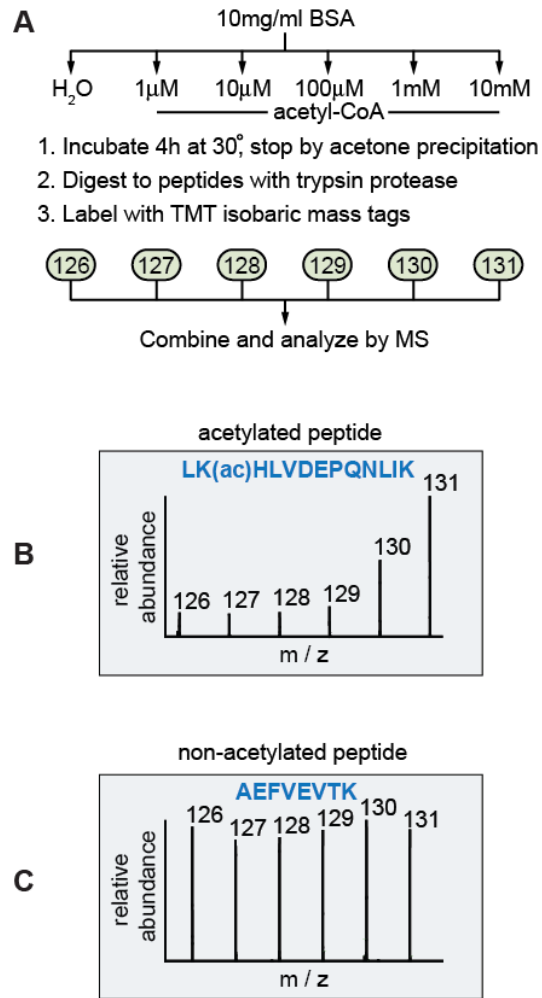 A
10mg/ml BSA
H₂O 1µM 10µM 100µM 1mM 10mM
acetyl-CoA
1. Incubate 4h at 30°, stop by acetone precipitation
2. Digest to peptides with trypsin protease
3. Label with TMT isobaric mass tags
126 127 128 129 130 131
Combine and analyze by MS
acetylated peptide
LK(ac)HLVDEPQNLIK
B
relative
abundance
126 127 128 129 130 131
m / z
non-acetylated peptide
AEFVEVTK
C
relative
abundance
126 127 128 129 130 131
m / z